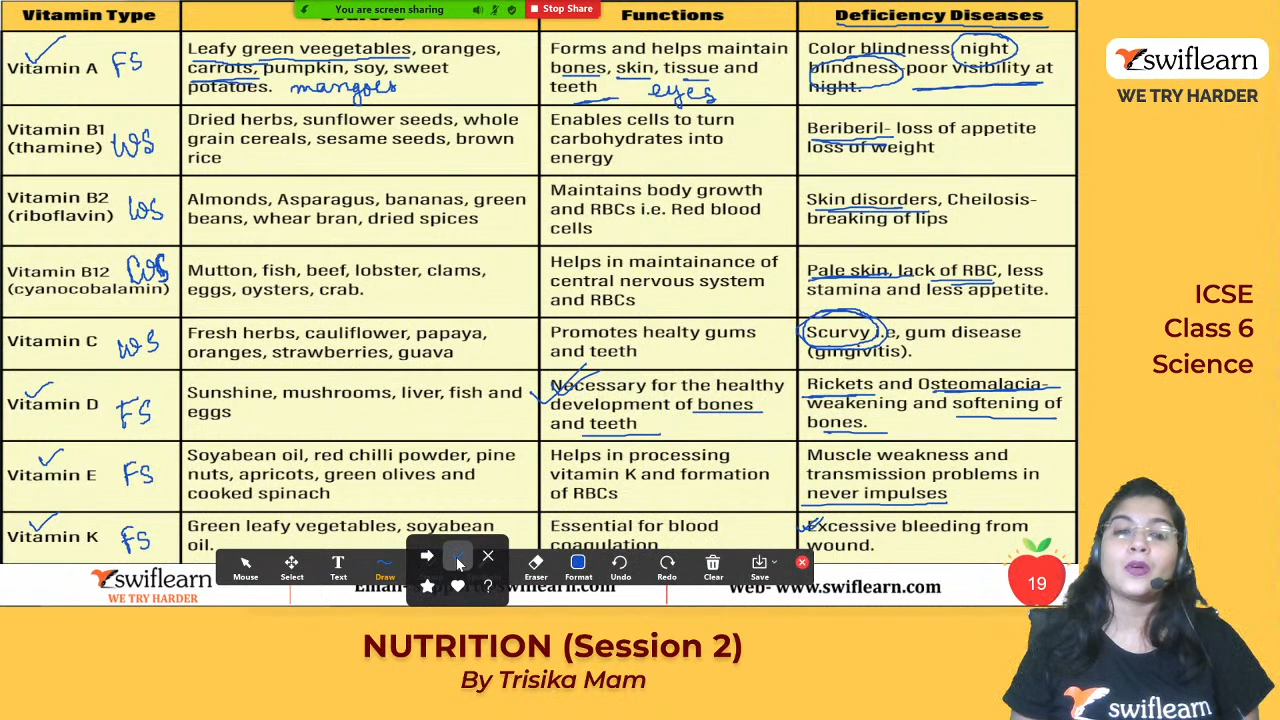 You are screen sharing
Stop Share
Vitamin Type
Functions
Deficiency Diseases
Vitamin A FS
Leafy green veegetables, oranges,
carrots, pumpkin, soy, sweet
potatoes. mangoes
Forms and helps maintain
bones, skin, tissue and
teeth eyes
Color blindness, night
blindness-poor visibility at
night.
Vitamin B1
(thamine) WS
Dried herbs, sunflower seeds, whole
grain cereals, sesame seeds, brown
rice
Enables cells to turn
carbohydrates into
energy
Beriberil- loss of appetite
loss of weight
Vitamin B2
(riboflavin) WS
Almonds, Asparagus, bananas, green
beans, whear bran, dried spices
Maintains body growth
and RBCs i.e. Red blood
cells
Skin disorders, Cheilosis-
breaking of lips
Vitamin B12 WS
(cyanocobalamin)
Mutton, fish, beef, lobster, clams,
eggs, oysters, crab.
Helps in maintainance of
central nervous system
and RBCs
Pale skin, lack of RBC, less
stamina and less appetite.
Vitamin C WS
Fresh herbs, cauliflower, papaya,
oranges, strawberries, guava
Promotes healty gums
and teeth
Scurvy i.e, gum disease
(gingivitis).
Vitamin D FS
Sunshine, mushrooms, liver, fish and
eggs
Necessary for the healthy
development of bones
and teeth
Rickets and Osteomalacia-
weakening and softening of
bones.
Vitamin E FS
Soyabean oil, red chilli powder, pine
nuts, apricots, green olives and
cooked spinach
Helps in processing
vitamin K and formation
of RBCs
Muscle weakness and
transmission problems in
never impulses
Vitamin K FS
Green leafy vegetables, soyabean
oil.
Essential for blood
coagulation
Excessive bleeding from
wound.
Mouse
Select
Text
Draw
Eraser
Format
Undo
Redo
Clear
Save
swiflearn
WE TRY HARDER
Web- www.swiflearn.com
19
swiflearn
WE TRY HARDER
ICSE
Class 6
Science
NUTRITION (Session 2)
By Trisika Mam
swiflearn